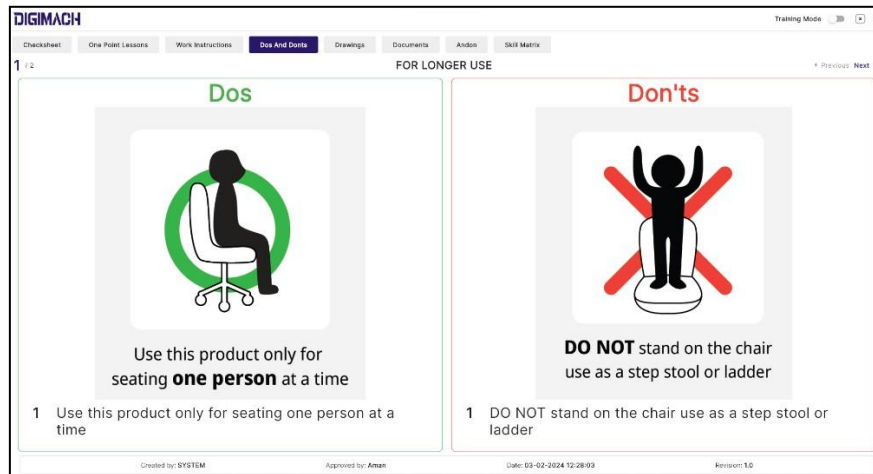 DIGIMACH
Training Mode
Checksheet One Point Lessons Work Instructions Dos And Donts Drawings Documents Andon Skill Matrix
1 / 2 FOR LONGER USE Previous Next
Dos
Use this product only for
seating one person at a time
1 Use this product only for seating one person at a
time
Don'ts
DO NOT stand on the chair
use as a step stool or ladder
1 DO NOT stand on the chair use as a step stool or
ladder
Created by: SYSTEM Approved by: Aman Date: 03-02-2024 12:28:03 Revision: 1.0